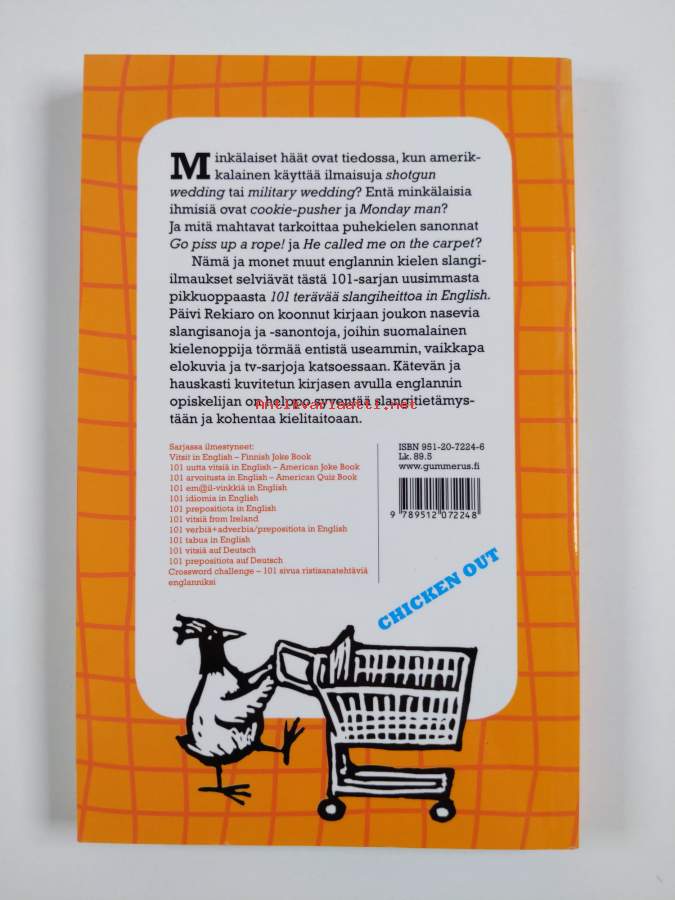 Minkälaiset häät ovat tiedossa, kun amerik-
kalainen käyttää ilmaisuja shotgun
wedding tai military wedding? Entä minkälaisia
ihmisiä ovat cookie-pusher ja Monday man?
Ja mitä mahtavat tarkoittaa puhekielen sanonnat
Go piss up a rope! ja He called me on the carpet?
Nämä ja monet muut englannin kielen slangi-
ilmaukset selviävät tästä 101-sarjan uusimmasta
pikkuoppaasta 101 terävää slangiheittoa in English.
Päivi Rekiaro on koonnut kirjaan joukon nasevia
slangisanoja ja -sanontoja, joihin suomalainen
kielenoppija törmää entistä useammin, vaikkapa
elokuvia ja tv-sarjoja katsoessaan. Kätevän ja
hauskasti kuvitetun kirjasen avulla englannin
opiskelijan on helppo syventää slangitietämys-
Antikvariaatti.net
tään ja kohentaa kielitaitoaan.
Sarjassa ilmestyneet:
Vitsit in English – Finnish Joke Book
101 uutta vitsiä in English – American Joke Book
101 arvoitusta in English – American Quiz Book
101 em@il-vinkkiä in English
101 idiomia in English
101 prepositiota in English
101 vitsiä from Ireland
101 verbiä+adverbia/prepositiota in English
101 tabua in English
101 vitsiä auf Deutsch
101 prepositiota auf Deutsch
Crossword challenge – 101 sivua ristisanatehtäviä
englanniksi
ISBN 951-20-7224-6
Lk. 89.5
www.gummerus.fi
9 789512 072248
CHICKEN OUT